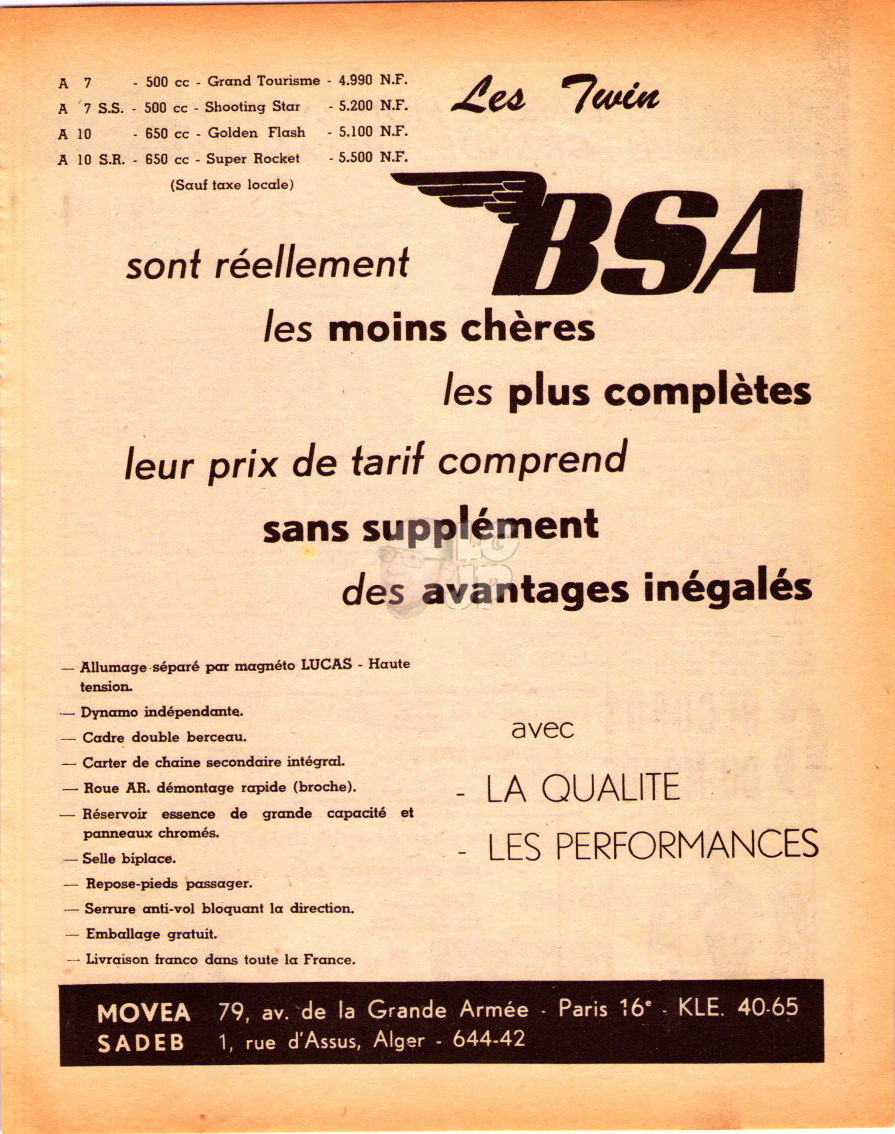 A 7 - 500 cc - Grand Tourisme - 4.990 N.F.
A 7 S.S. - 500 cc - Shooting Star - 5.200 N.F.
A 10 - 650 cc - Golden Flash - 5.100 N.F.
A 10 S.R. - 650 cc - Super Rocket - 5.500 N.F.
(Sauf taxe locale)
Les Twin
BSA
sont réellement
les moins chères
les plus complètes
leur prix de tarif comprend
sans supplément
des avantages inégalés
— Allumage séparé par magnéto LUCAS - Haute
tension.
— Dynamo indépendante.
— Cadre double berceau.
— Carter de chaine secondaire intégral.
— Roue AR. démontage rapide (broche).
— Réservoir essence de grande capacité et
panneaux chromés.
— Selle biplace.
— Repose-pieds passager.
— Serrure anti-vol bloquant la direction.
— Emballage gratuit.
— Livraison franco dans toute la France.
avec
- LA QUALITE
- LES PERFORMANCES
MOVEA 79, av. de la Grande Armée - Paris 16e - KLE. 40-65
SADEB 1, rue d'Assus, Alger - 644-42